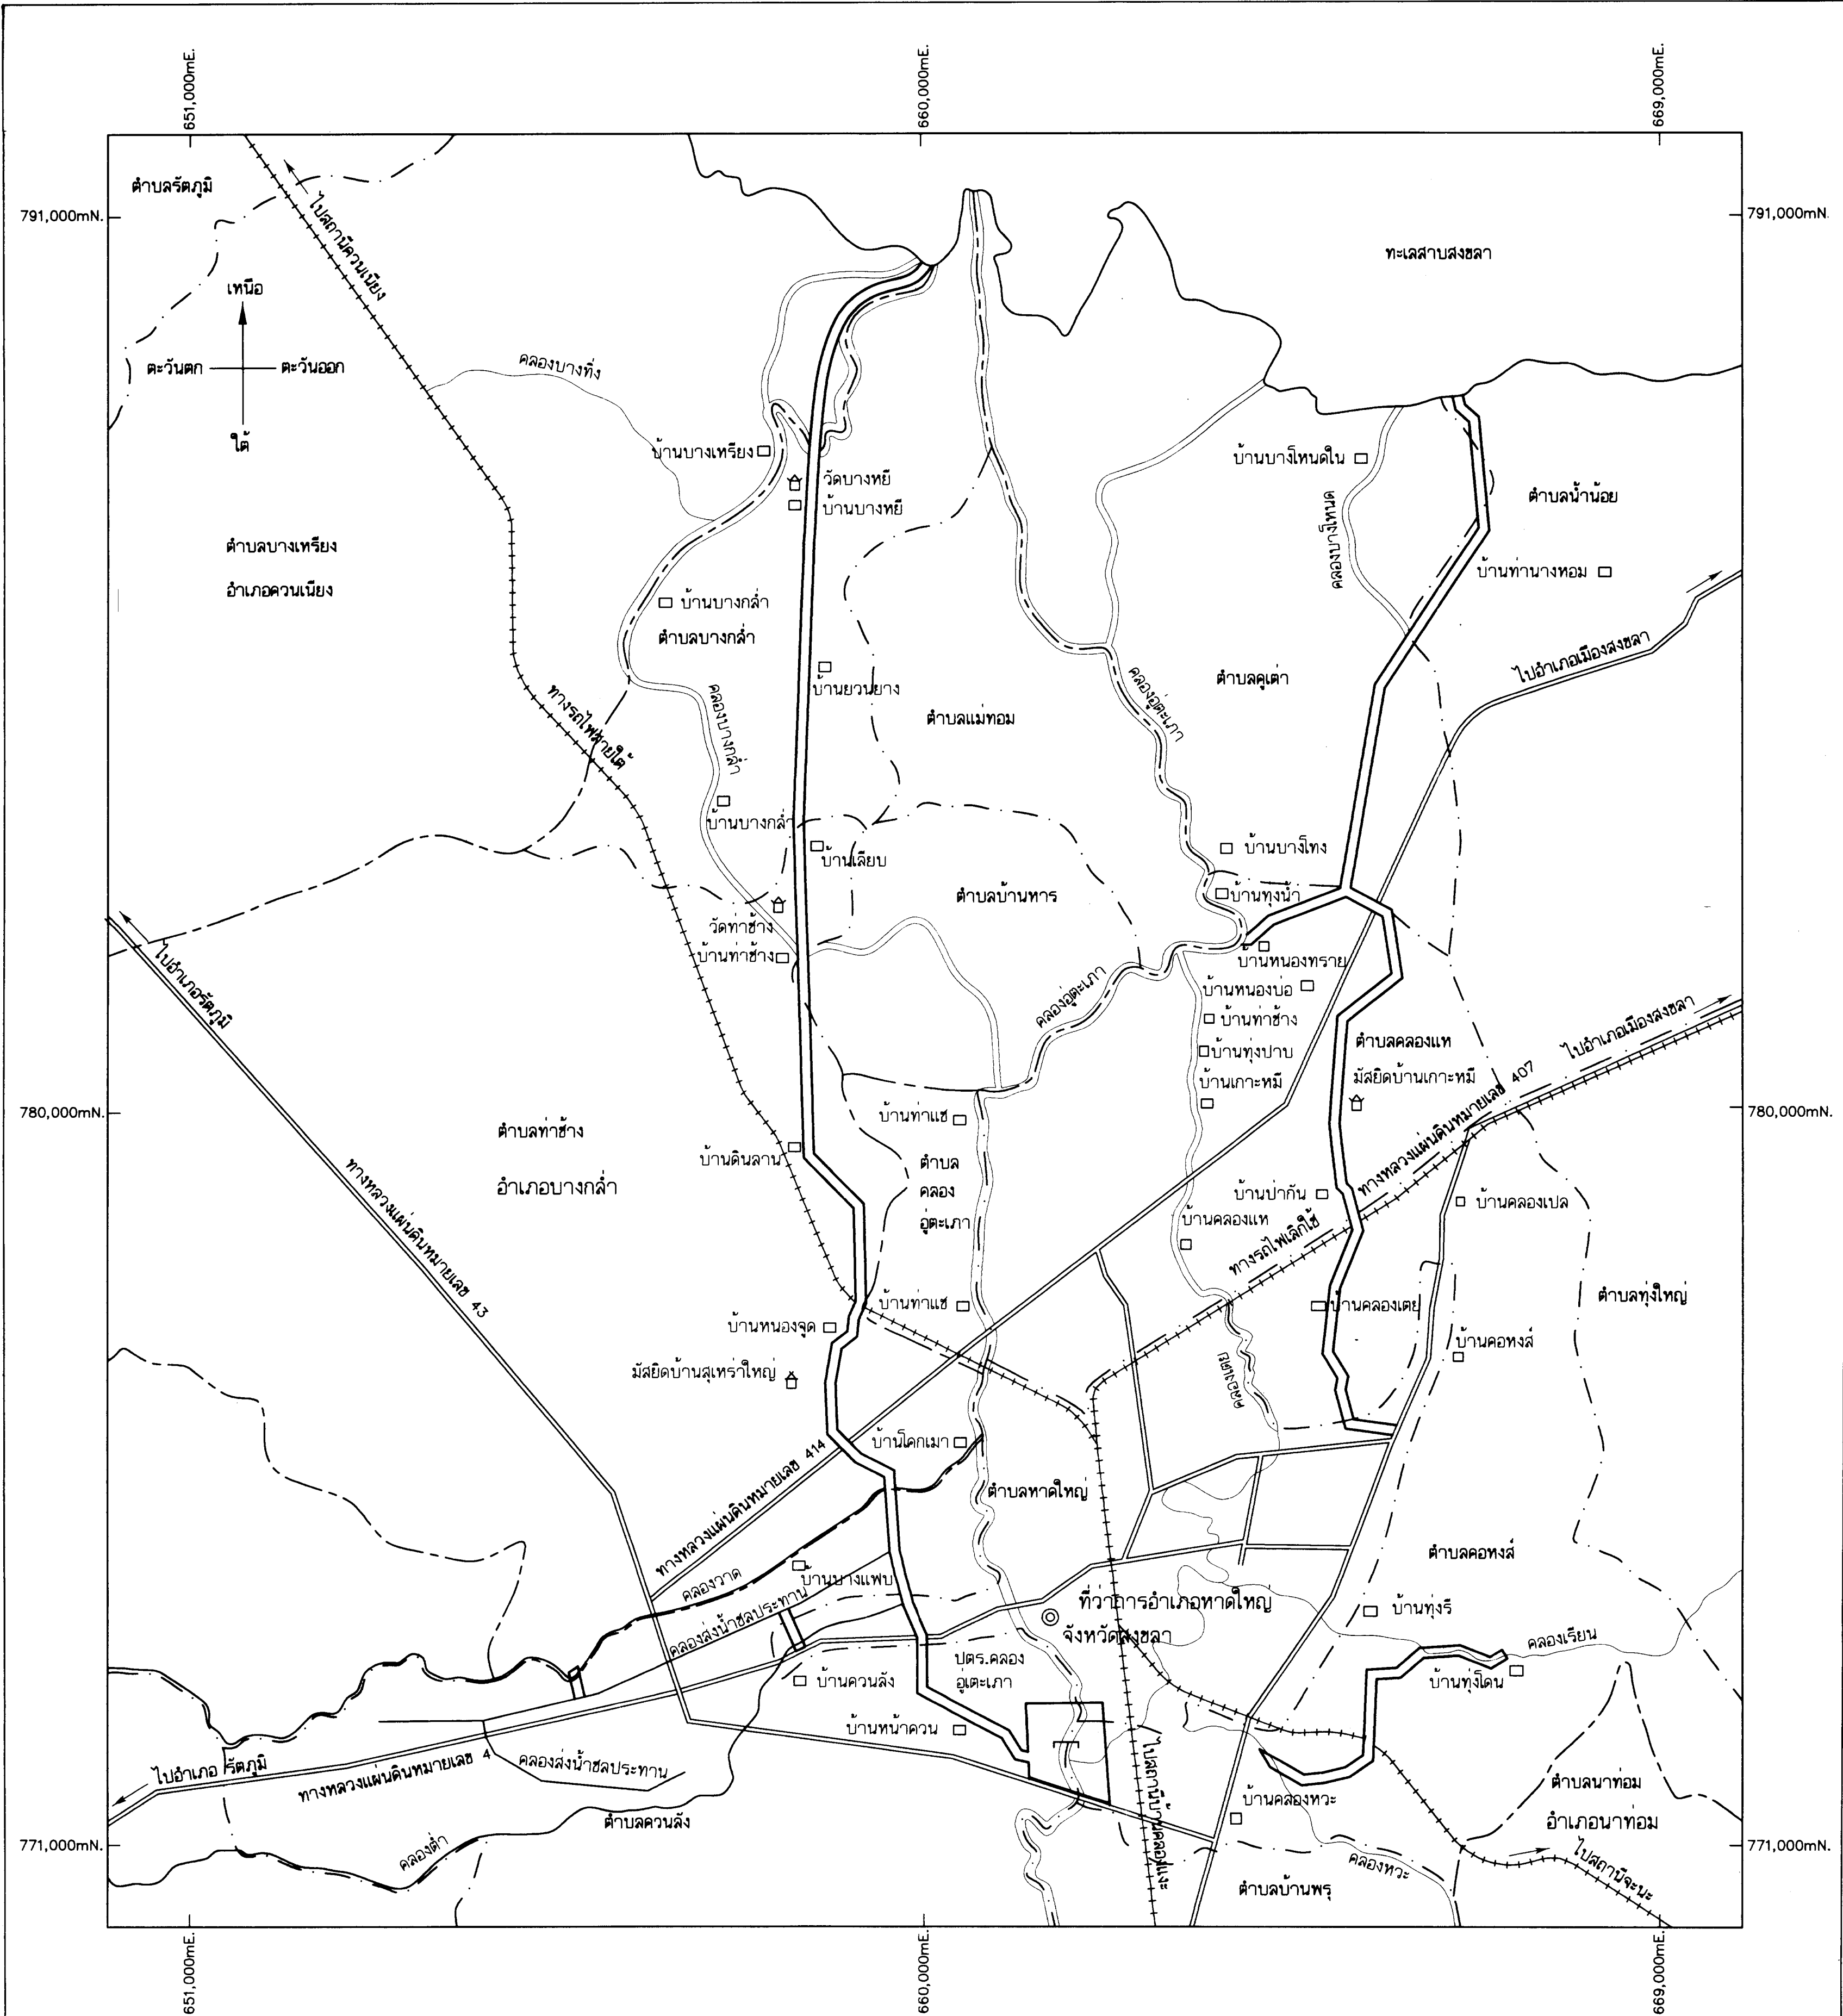 651,000mE.
660,000mE.
669,000mE.
ตำบลรัตภูมิ
791,000mN.
791,000mN.
ไปสถานีควนเนียง
ทะเลสาบสงขลา
เหนือ
ตะวันตก
ตะวันออก
ใต้
คลองบางทิ่ง
บ้านบางเหรียง
บ้านบางโหนดใน
วัดบางหยี
บ้านบางหยี
ตำบลน้ำน้อย
คลองบางโหนด
ตำบลบางเหรียง
อำเภอควนเนียง
บ้านท่านางหอม
บ้านบางกล่ำ
ตำบลบางกล่ำ
ไปอำเภอเมืองสงขลา
บ้านยวนยาง
ตำบลคูเต่า
คลองอู่ตะเภา
คลองบางกล่ำ
ทางรถไฟสายใต้
ตำบลแม่ทอม
บ้านบางกล่ำ
บ้านเลียบ
บ้านบางโทง
บ้านทุงน้ำ
ตำบลบ้านหาร
วัดท่าช้าง
บ้านท่าช้าง
บ้านหนองทราย
บ้านหนองบ่อ
คลองอู่ตะเภา
ไปอำเภอรัตภูมิ
บ้านท่าช้าง
ไปอำเภอเมืองสงขลา
ตำบลคลองแห
บ้านทุ่งปาบ
มัสยิดบ้านเกาะหมี
บ้านเกาะหมี
780,000mN.
780,000mN.
บ้านท่าแซ
ตำบลท่าช้าง
อำเภอบางกล่ำ
บ้านดินลาน
ตำบล
คลอง
อู่ตะเภา
ทางหลวงแผ่นดินหมายเลข 407
ทางหลวงแผ่นดินหมายเลข 43
บ้านป่ากัน
บ้านคลองเปล
บ้านคลองแห
ทางรถไฟเลิกใช้
บ้านท่าแซ
บ้านคลองเตย
ตำบลทุ่งใหญ่
บ้านหนองจูด
บ้านคอหงส์
มัสยิดบ้านสุเหร่าใหญ่
คลองเตย
บ้านโคกเมา
ทางหลวงแผ่นดินหมายเลข 414
ตำบลหาดใหญ่
ตำบลคอหงส์
คลองวาด
บ้านบางแฟบ
คลองส่งน้ำชลประทาน
ที่ว่าการอำเภอหาดใหญ่
จังหวัดสงขลา
บ้านทุ่งรี
คลองเรียน
ปตร.คลอง
อู่เตะเภา
บ้านควนลัง
บ้านทุ่งโดน
บ้านหน้าควน
ไปอำเภอ รัตภูมิ
ทางหลวงแผ่นดินหมายเลข 4
คลองส่งน้ำชลประทาน
ไปสถานีบ้านคลองแงะ
ตำบลนาท่อม
อำเภอนาท่อม
บ้านคลองหวะ
ตำบลควนลัง
771,000mN.
771,000mN.
คลองต่ำ
คลองหวะ
ไปสถานีจะนะ
ตำบลบ้านพรุ
651,000mE.
660,000mE.
669,000mE.